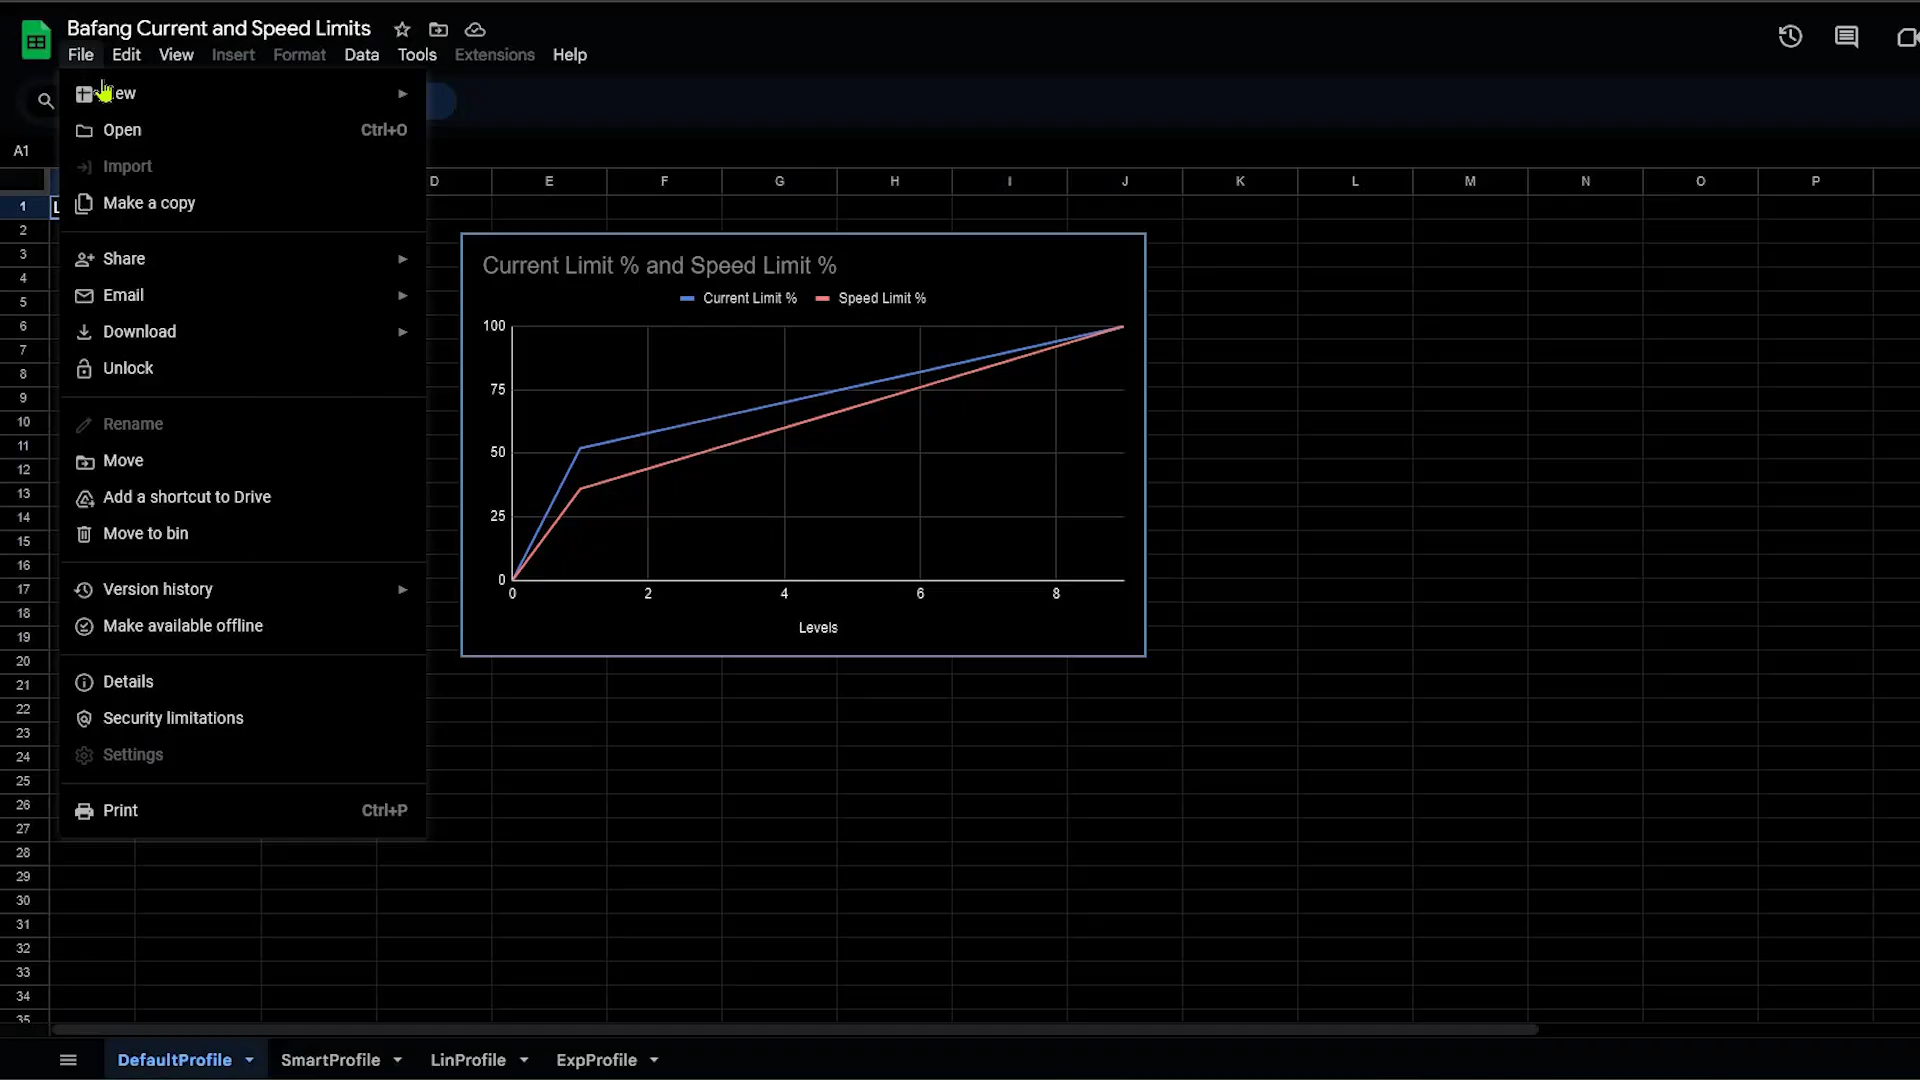 Bafang Current and Speed Limits
File Edit View Insert Format Data Tools Extensions Help
Open Ctrl+O
Import
Make a copy
Share
Email
Download
Unlock
Rename
Move
Add a shortcut to Drive
Move to bin
Version history
Make available offline
Details
Security limitations
Settings
Print Ctrl+P
A1
D E F G H I J K L M N O P
1
2
3
4
5
6
7
8
9
10
11
12
13
14
15
16
17
18
19
20
21
22
23
24
25
26
27
28
29
30
31
32
33
34
35
Current Limit % and Speed Limit %
Current Limit % Speed Limit %
100
75
50
25
0
0 2 4 6 8
Levels
DefaultProfile SmartProfile LinProfile ExpProfile